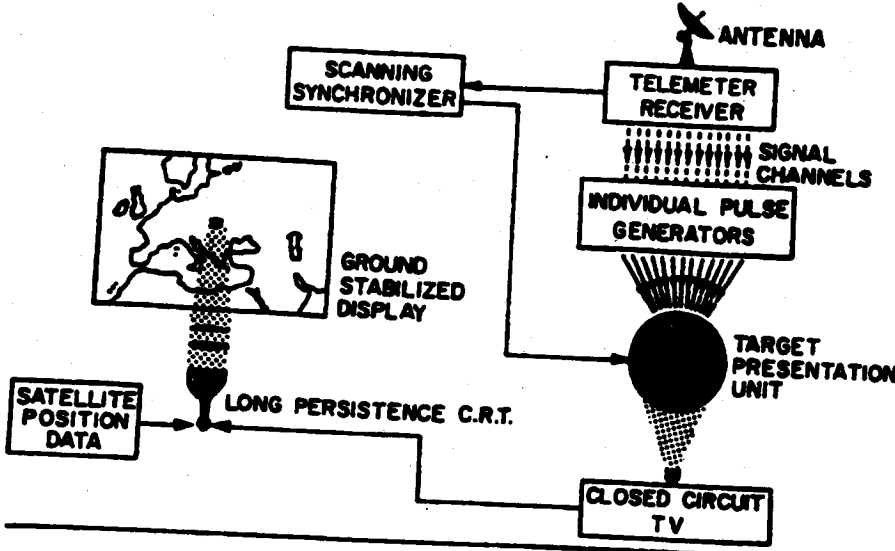 ANTENNA
SCANNING
SYNCHRONIZER
TELEMETER
RECEIVER
SIGNAL
CHANNELS
INDIVIDUAL PULSE
GENERATORS
GROUND
STABILIZED
DISPLAY
TARGET
PRESENTATION
UNIT
SATELLITE
POSITION
DATA
LONG PERSISTENCE C.R.T.
CLOSED CIRCUIT
TV